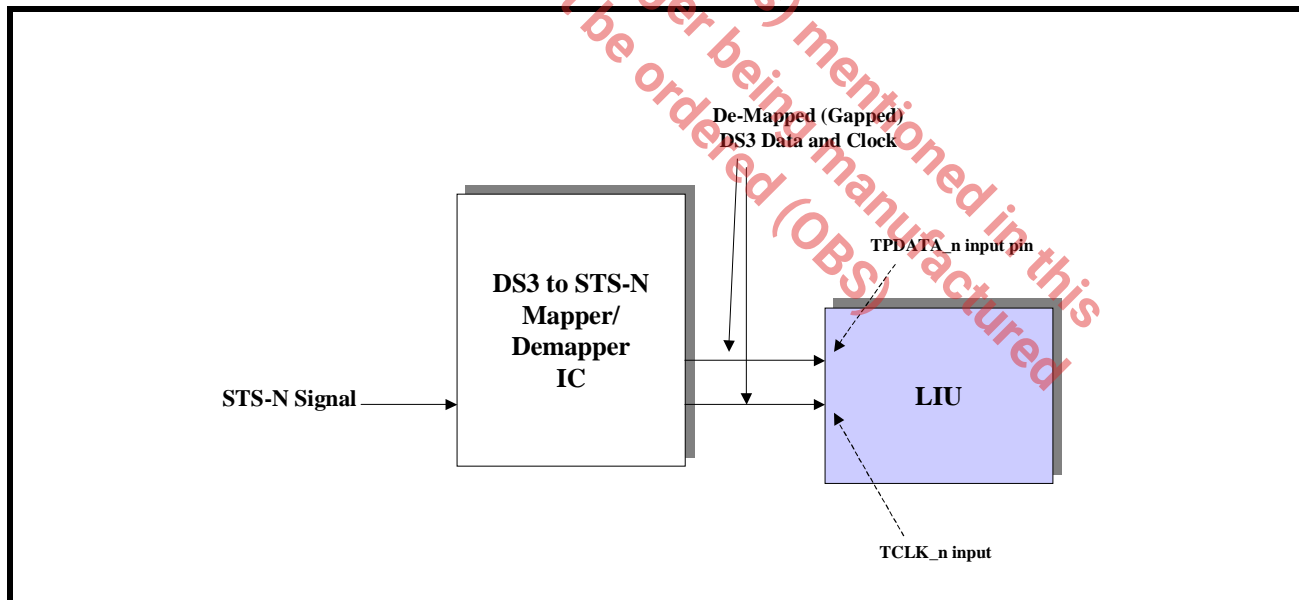 s) mentioned in this
er being manufactured
t be ordered (OBS)
De-Mapped (Gapped)
DS3 Data and Clock
TPDATA_n input pin
DS3 to STS-N
Mapper/
Demapper
IC
STS-N Signal
LIU
TCLK_n input